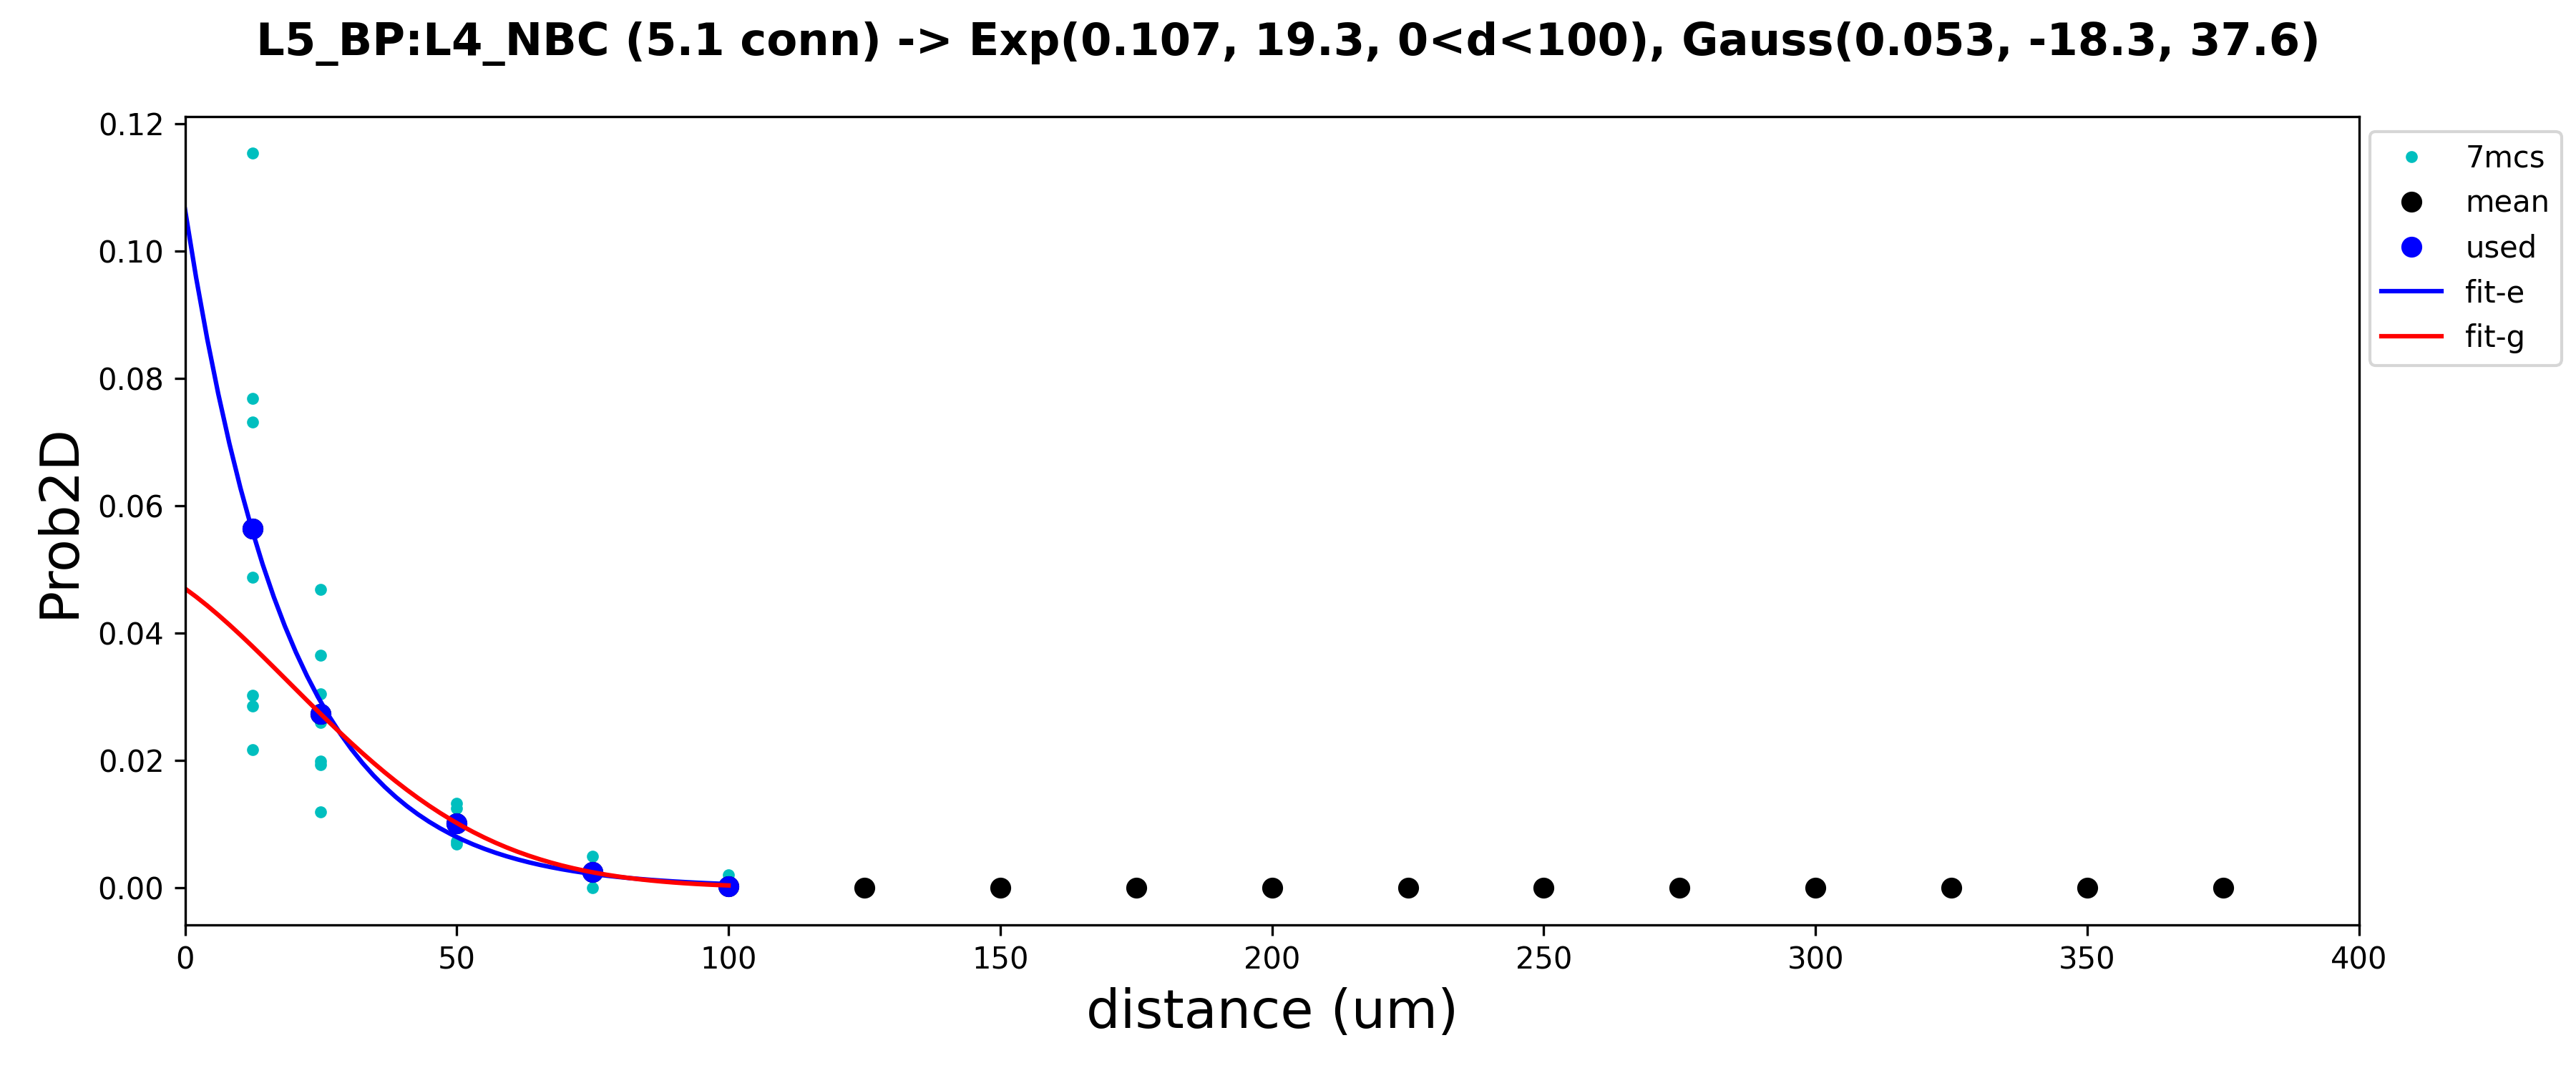 L5_BP:L4_NBC (5.1 conn) -> Exp(0.107, 19.3, 0<d<100), Gauss(0.053, -18.3, 37.6)
0.12
0.10
0.08
0.06
0.04
0.02
0.00
Prob2D
0 50 100 150 200 250 300 350 400
distance (um)
7mcs
mean
used
fit-e
fit-g